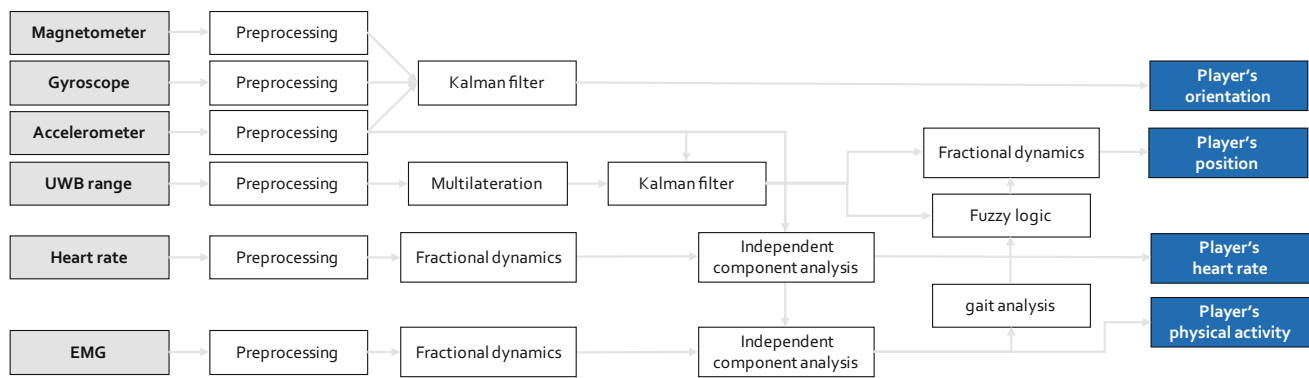 Magnetometer
Preprocessing
Gyroscope
Preprocessing
Kalman filter
Player's
orientation
Accelerometer
Preprocessing
Fractional dynamics
Player's
position
UWB range
Preprocessing
Multilateration
Kalman filter
Fuzzy logic
Heart rate
Preprocessing
Fractional dynamics
Independent
component analysis
Player's
heart rate
gait analysis
EMG
Preprocessing
Fractional dynamics
Independent
component analysis
Player's
physical activity